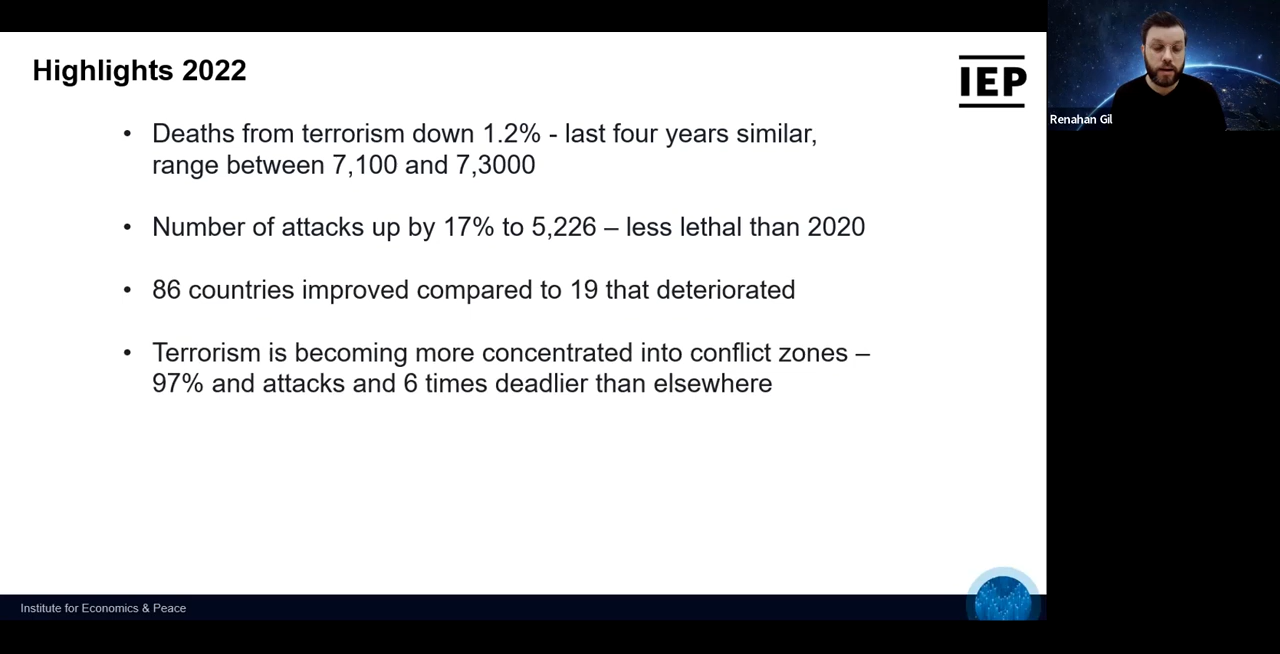 Highlights 2022
IEP
• Deaths from terrorism down 1.2% - last four years similar,
range between 7,100 and 7,3000
• Number of attacks up by 17% to 5,226 – less lethal than 2020
• 86 countries improved compared to 19 that deteriorated
• Terrorism is becoming more concentrated into conflict zones –
97% and attacks and 6 times deadlier than elsewhere
Institute for Economics & Peace
Renahan Gil